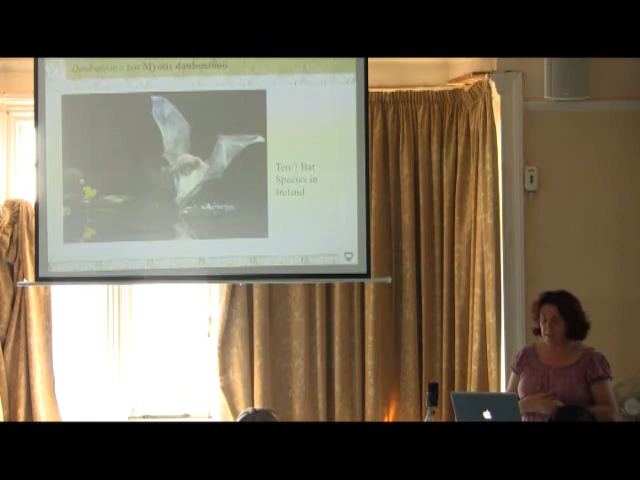 Daubenton's bat Myotis daubentonii
Ten ? Bat
Species in
Ireland